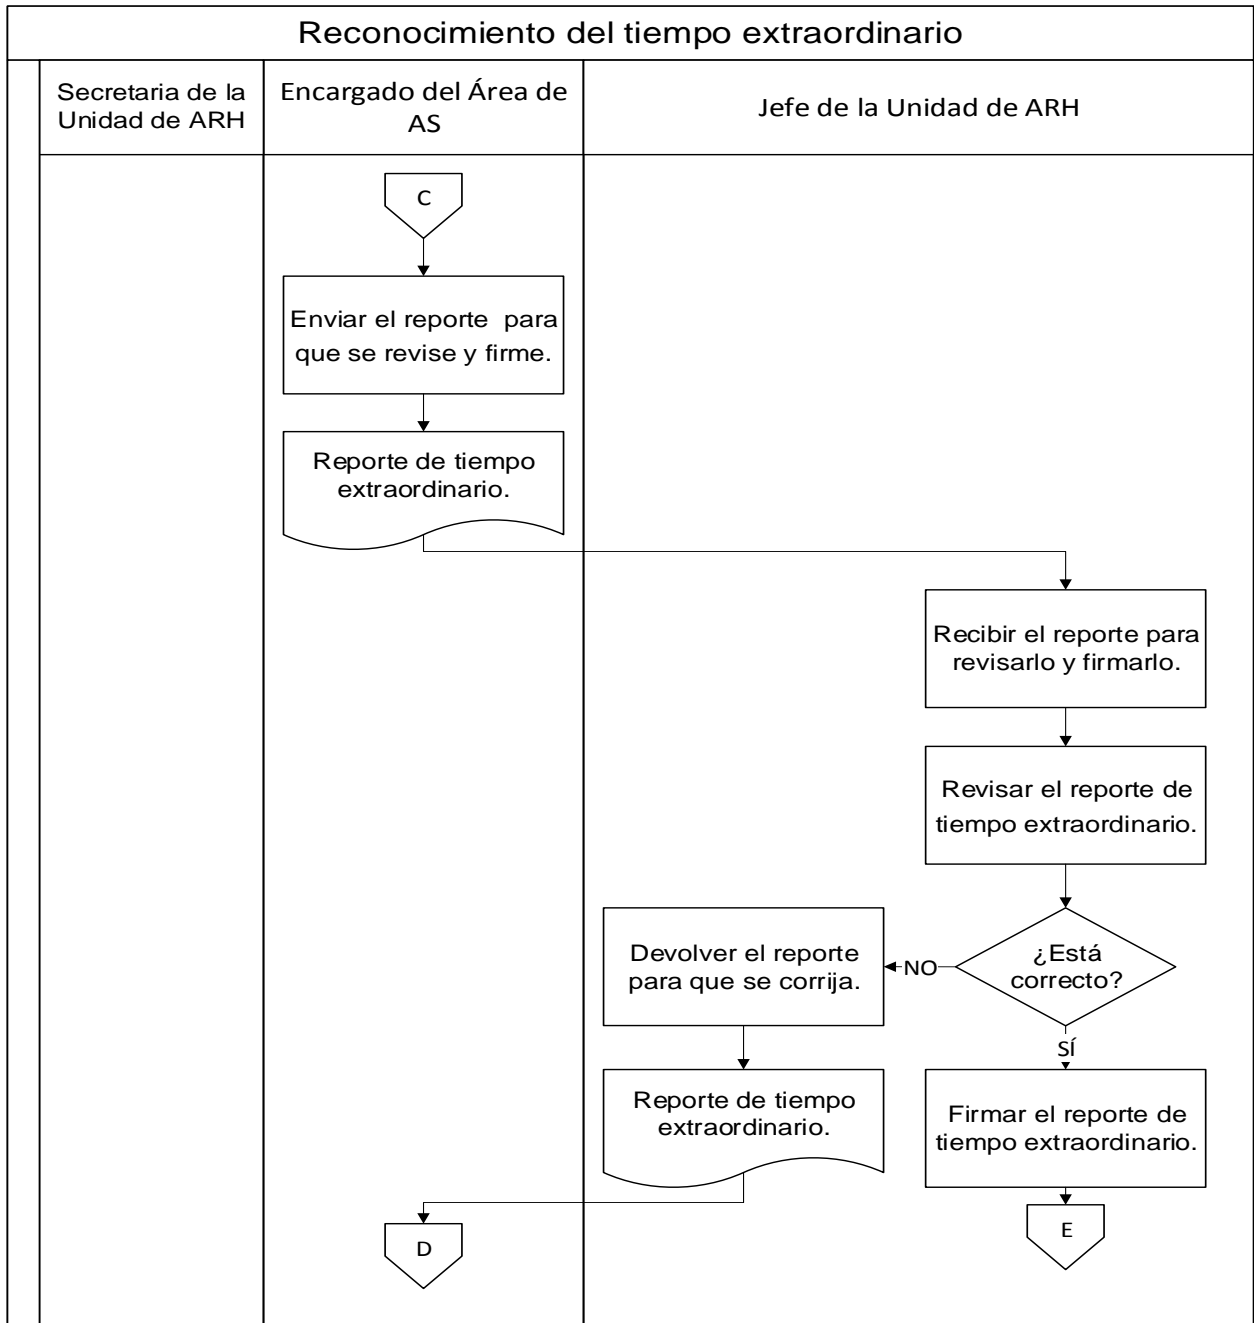 Reconocimiento del tiempo extraordinario
Secretaria de la
Unidad de ARH
Encargado del Área de
AS
Jefe de la Unidad de ARH
C
Enviar el reporte para
que se revise y firme.
Reporte de tiempo
extraordinario.
Recibir el reporte para
revisarlo y firmarlo.
Revisar el reporte de
tiempo extraordinario.
¿Está
correcto?
NO
Devolver el reporte
para que se corrija.
SÍ
Reporte de tiempo
extraordinario.
Firmar el reporte de
tiempo extraordinario.
D
E